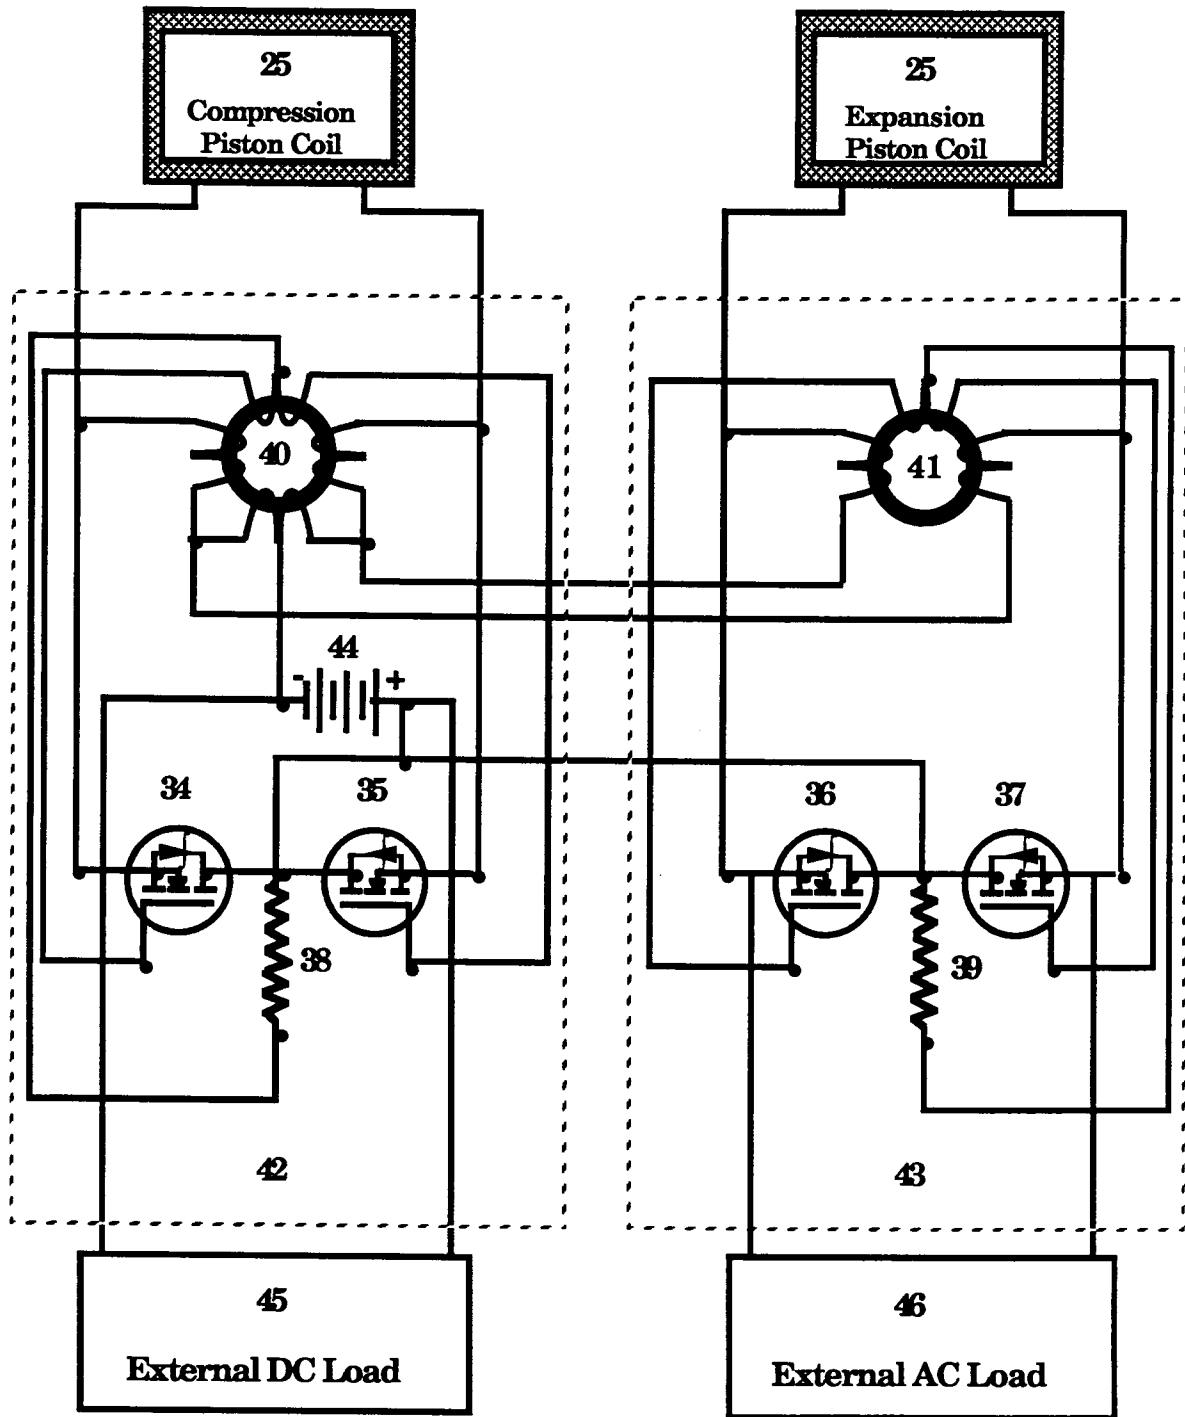 25
Compression
Piston Coil
25
Expansion
Piston Coil
40
41
44
- +
34
35
36
37
38
39
42
43
45
External DC Load
46
External AC Load